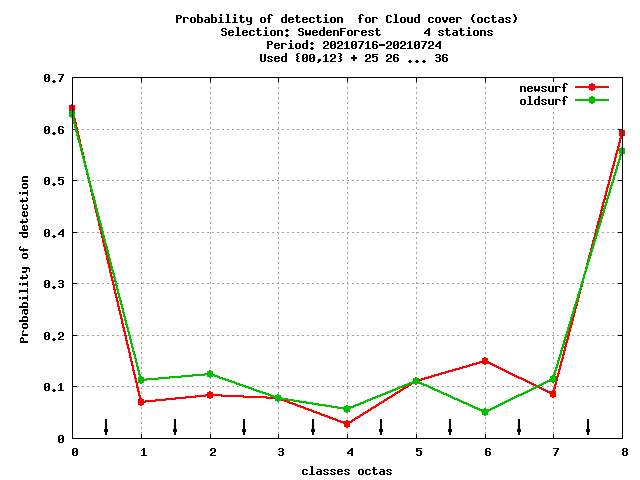 Probability of detection  for Cloud cover (octas)
Selection: SwedenForest      4 stations
Period: 20210716-20210724
Used {00,12} + 25 26 ... 36
newsurf
oldsurf
0.7
0.6
0.5
0.4
0.3
0.2
0.1
0
Probability of detection
0 1 2 3 4 5 6 7 8
classes octas